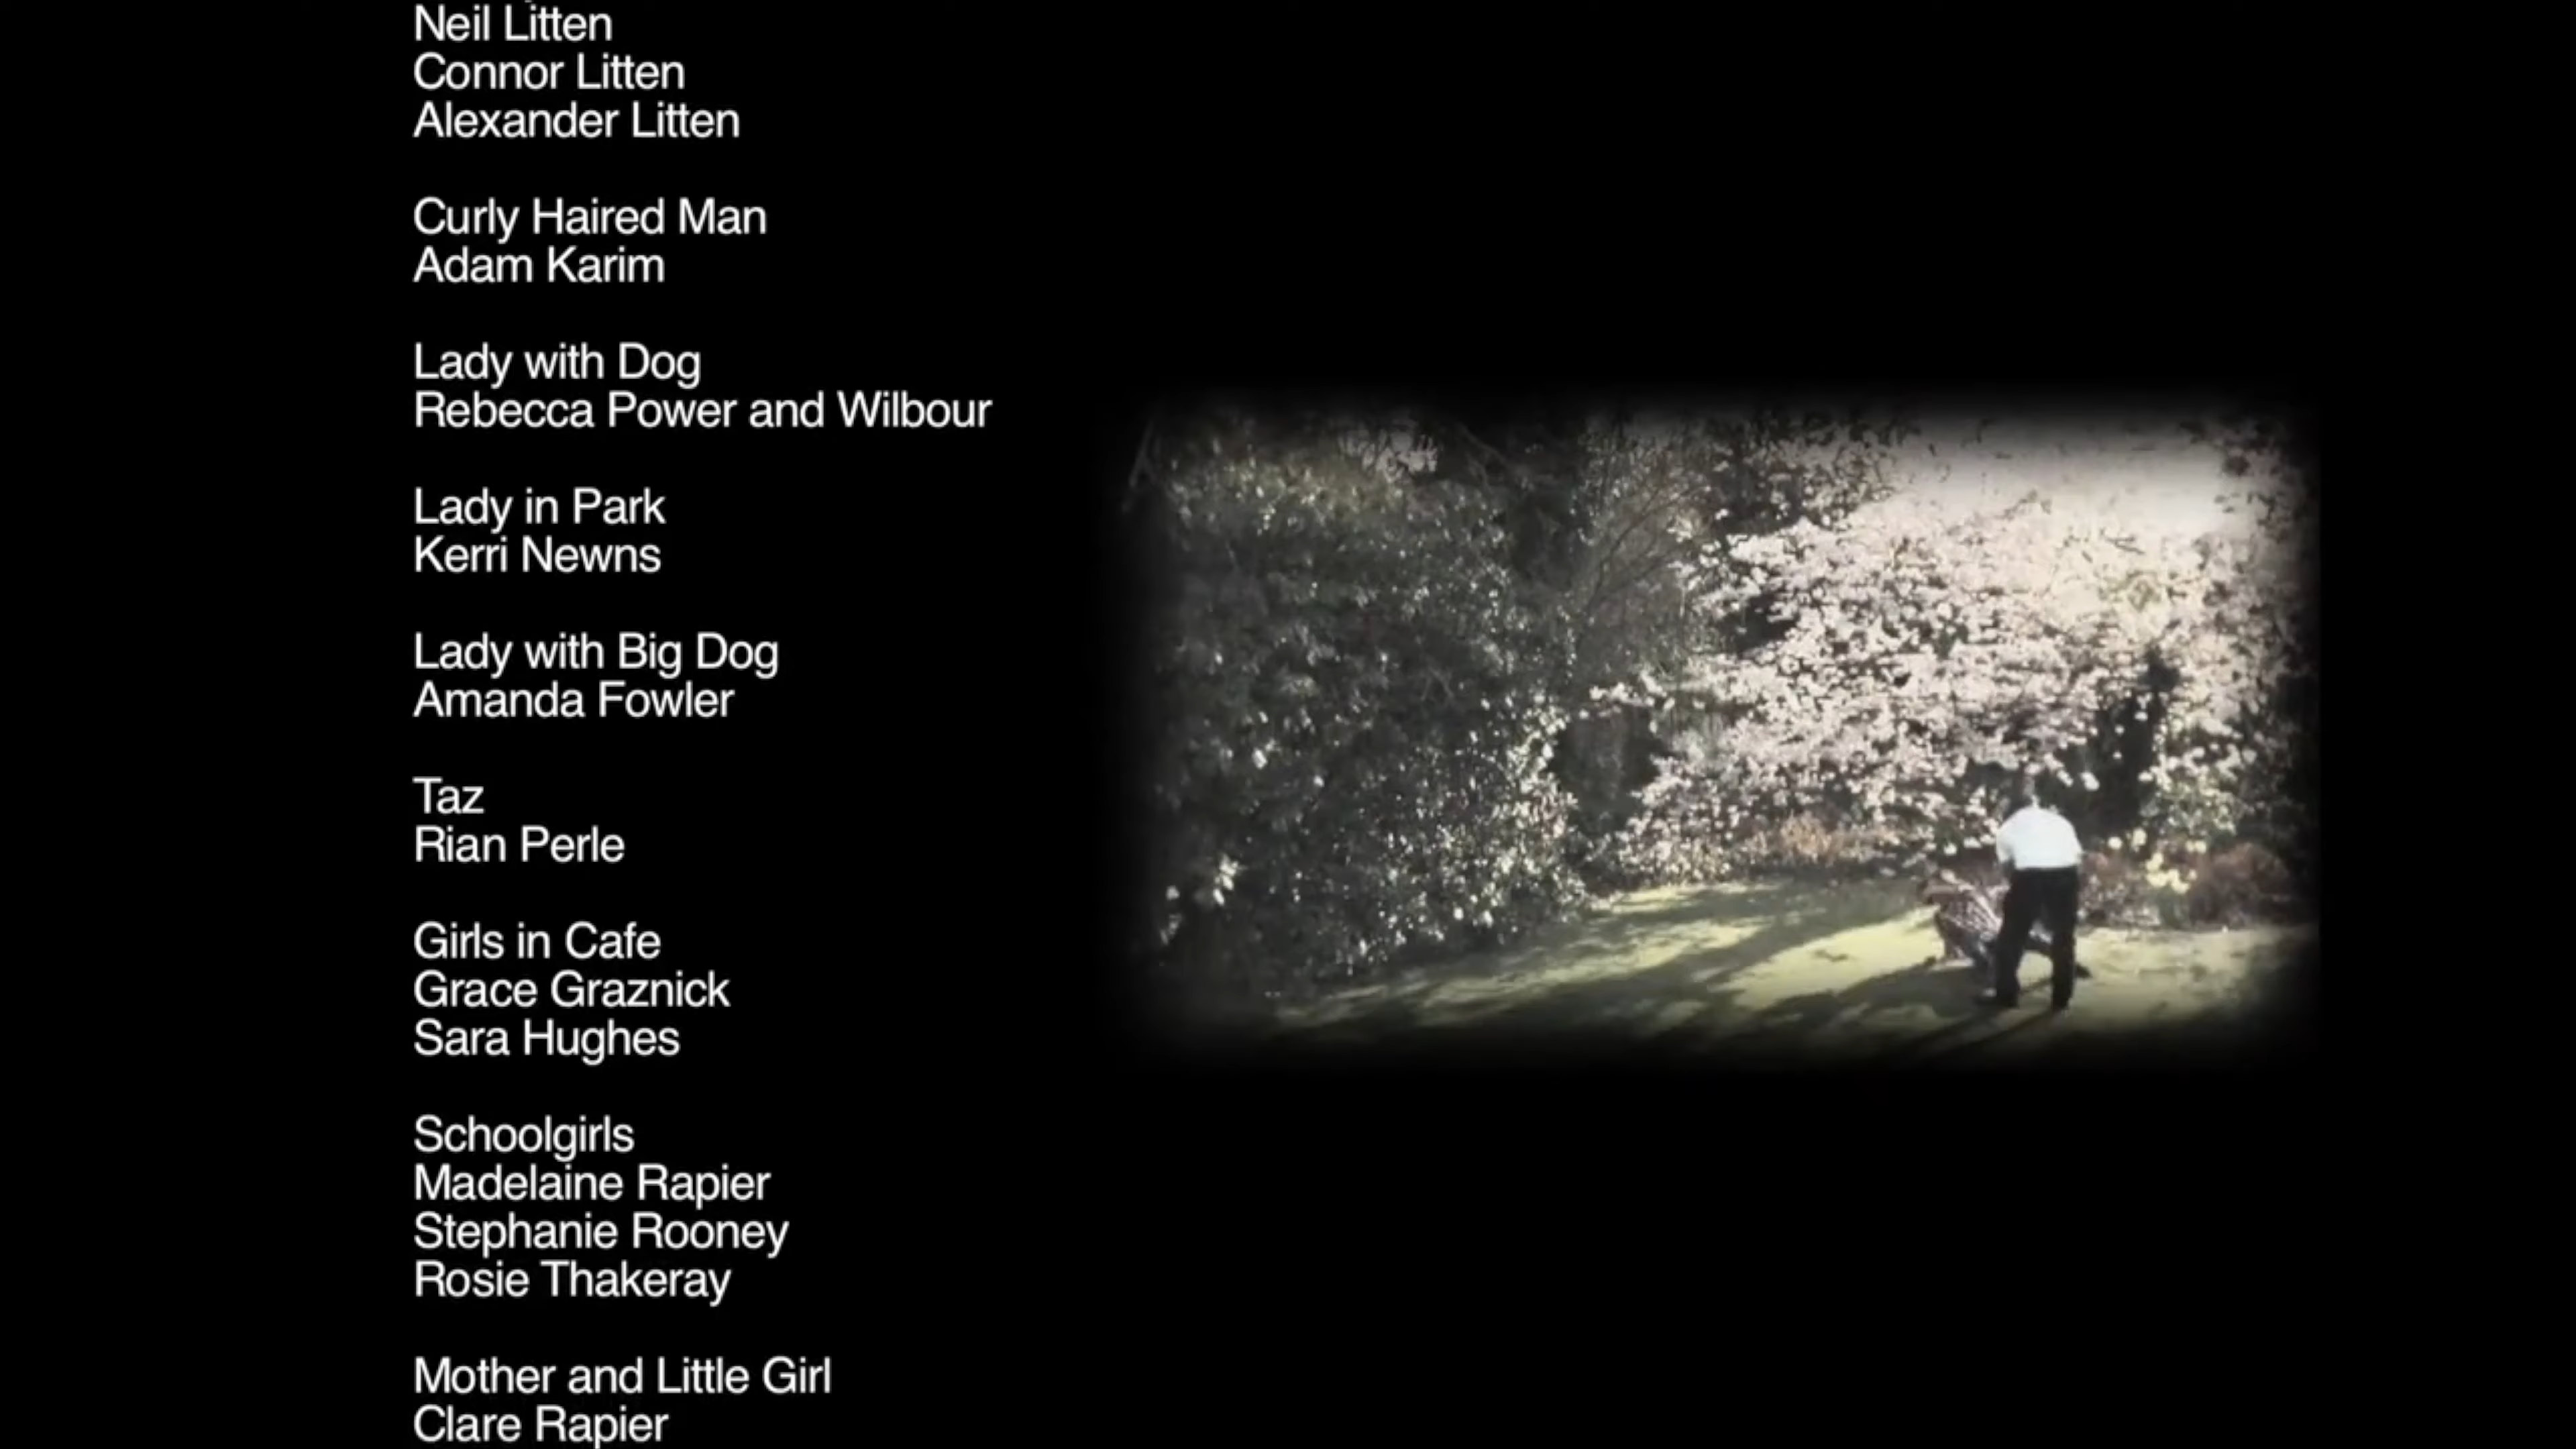 Neil Litten
Connor Litten
Alexander Litten
Curly Haired Man
Adam Karim
Lady with Dog
Rebecca Power and Wilbour
Lady in Park
Kerri Newns
Lady with Big Dog
Amanda Fowler
Taz
Rian Perle
Girls in Cafe
Grace Graznick
Sara Hughes
Schoolgirls
Madelaine Rapier
Stephanie Rooney
Rosie Thakeray
Mother and Little Girl
Clare Rapier